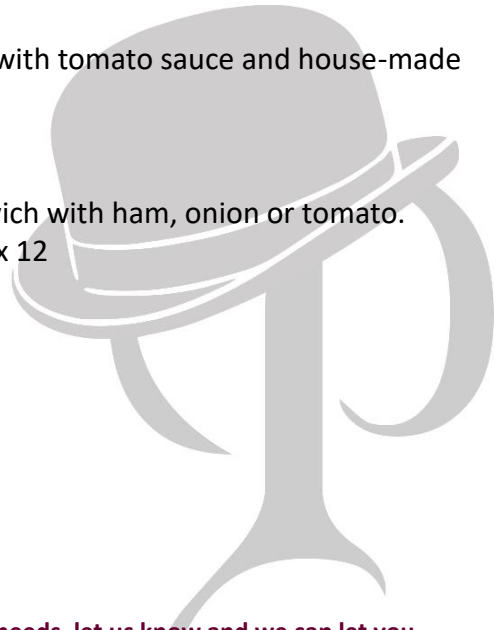 with tomato sauce and house-made
with ham, onion or tomato.
x 12
needs, let us know and we can let you